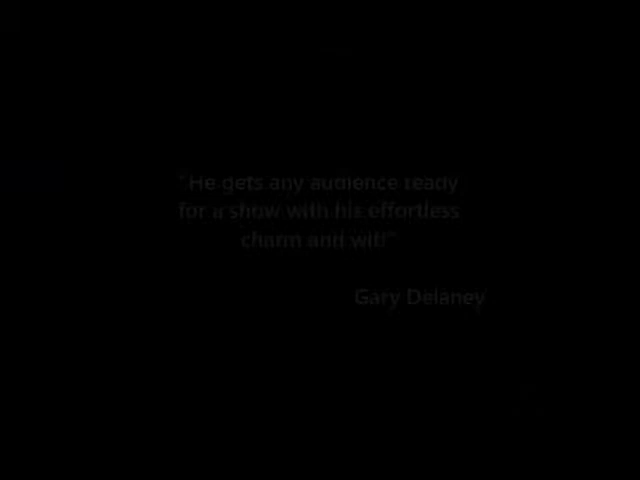 "He gets any audience ready
for a show with his effortless
charm and wit!"
Gary Delaney